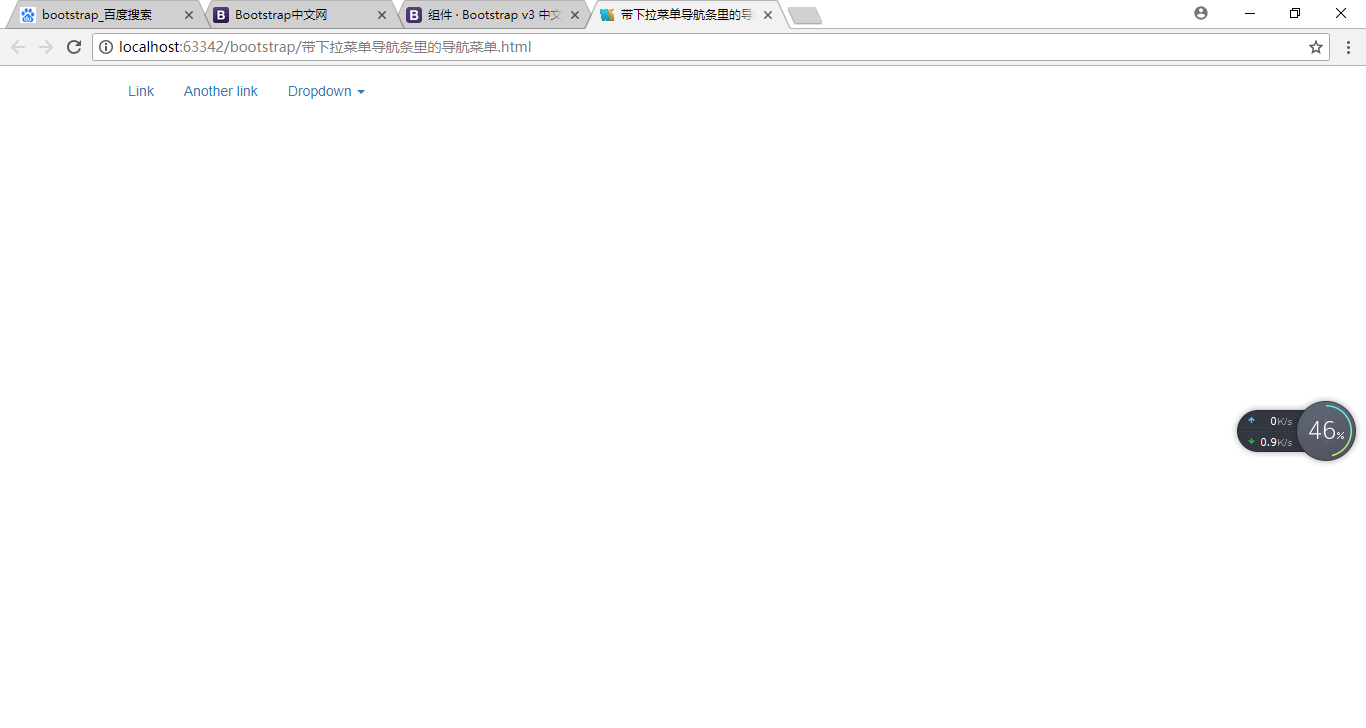 bootstrap_百度搜索
Bootstrap中文网
组件 · Bootstrap v3 中文
带下拉菜单导航条里的导
localhost:63342/bootstrap/带下拉菜单导航条里的导航菜单.html
Link Another link Dropdown
0K/s
0.9K/s
46%